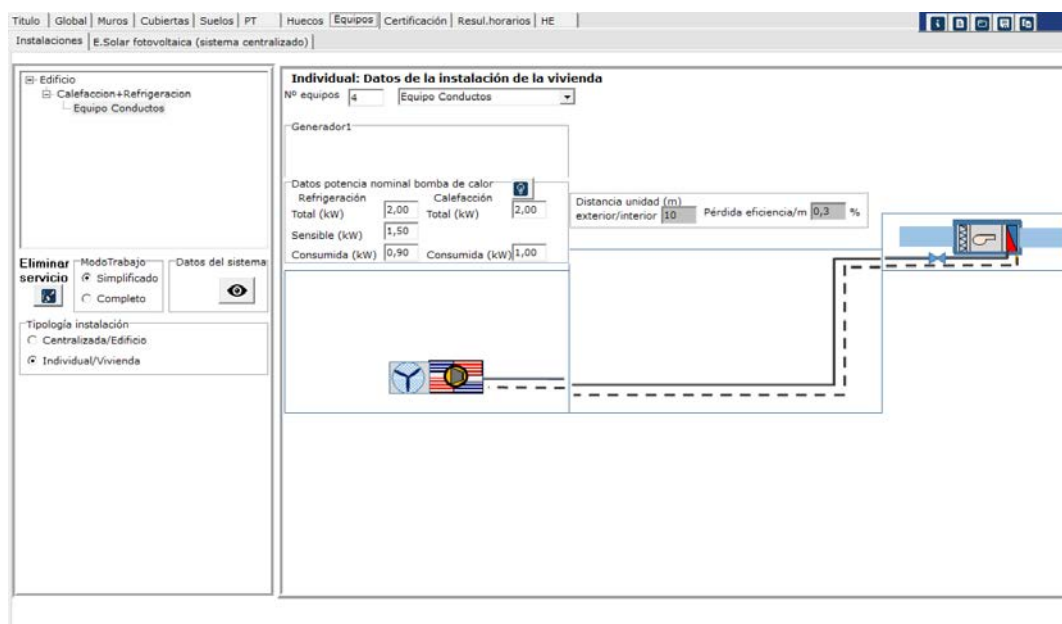 Titulo Global Muros Cubiertas Suelos PT Huecos Equipos Certificación Resul.horarios HE
Instalaciones E.Solar fotovoltaica (sistema centralizado)
Edificio
Calefaccion+Refrigeracion
Equipo Conductos
Eliminar servicio
ModoTrabajo
Simplificado
Completo
Datos del sistema
Tipología instalación
Centralizada/Edificio
Individual/Vivienda
Individual: Datos de la instalación de la vivienda
Nº equipos 4 Equipo Conductos
Generador1
Datos potencia nominal bomba de calor
Refrigeración Calefacción
Total (kW) 2,00 Total (kW) 2,00
Sensible (kW) 1,50
Consumida (kW) 0,90 Consumida (kW) 1,00
Distancia unidad (m)
exterior/interior 10 Pérdida eficiencia/m 0,3 %